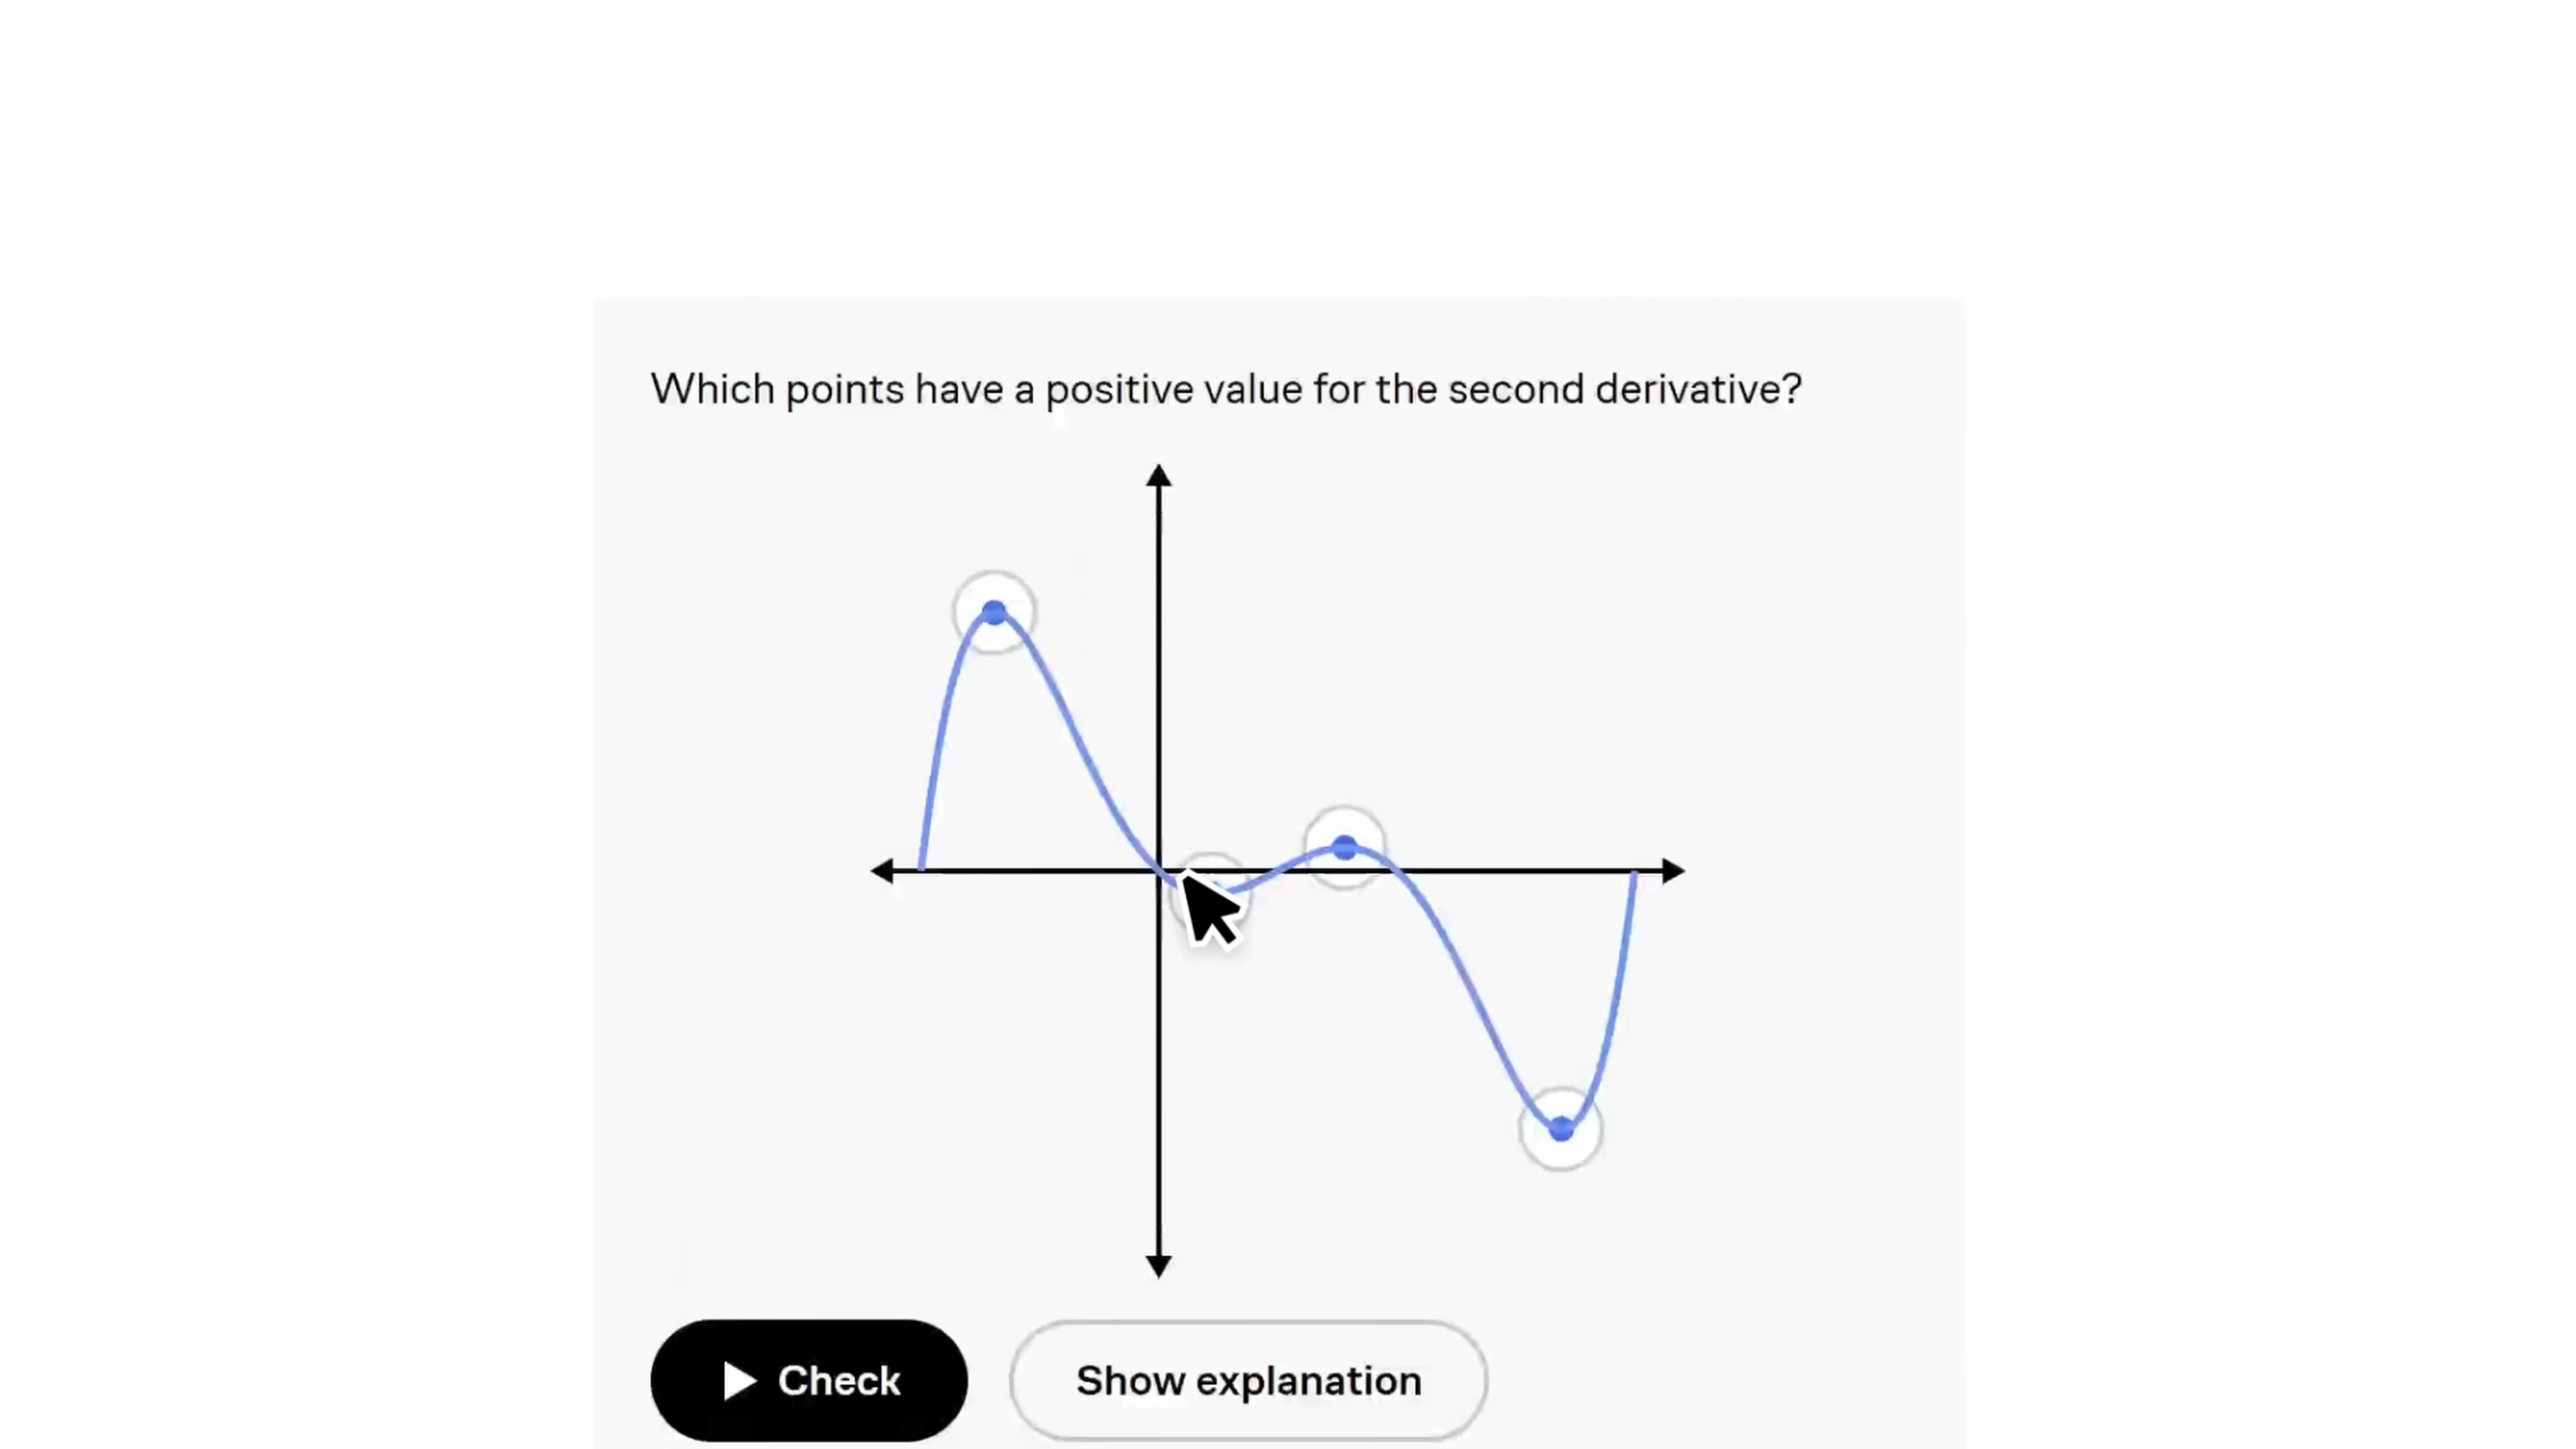 Which points have a positive value for the second derivative?
Check
Show explanation